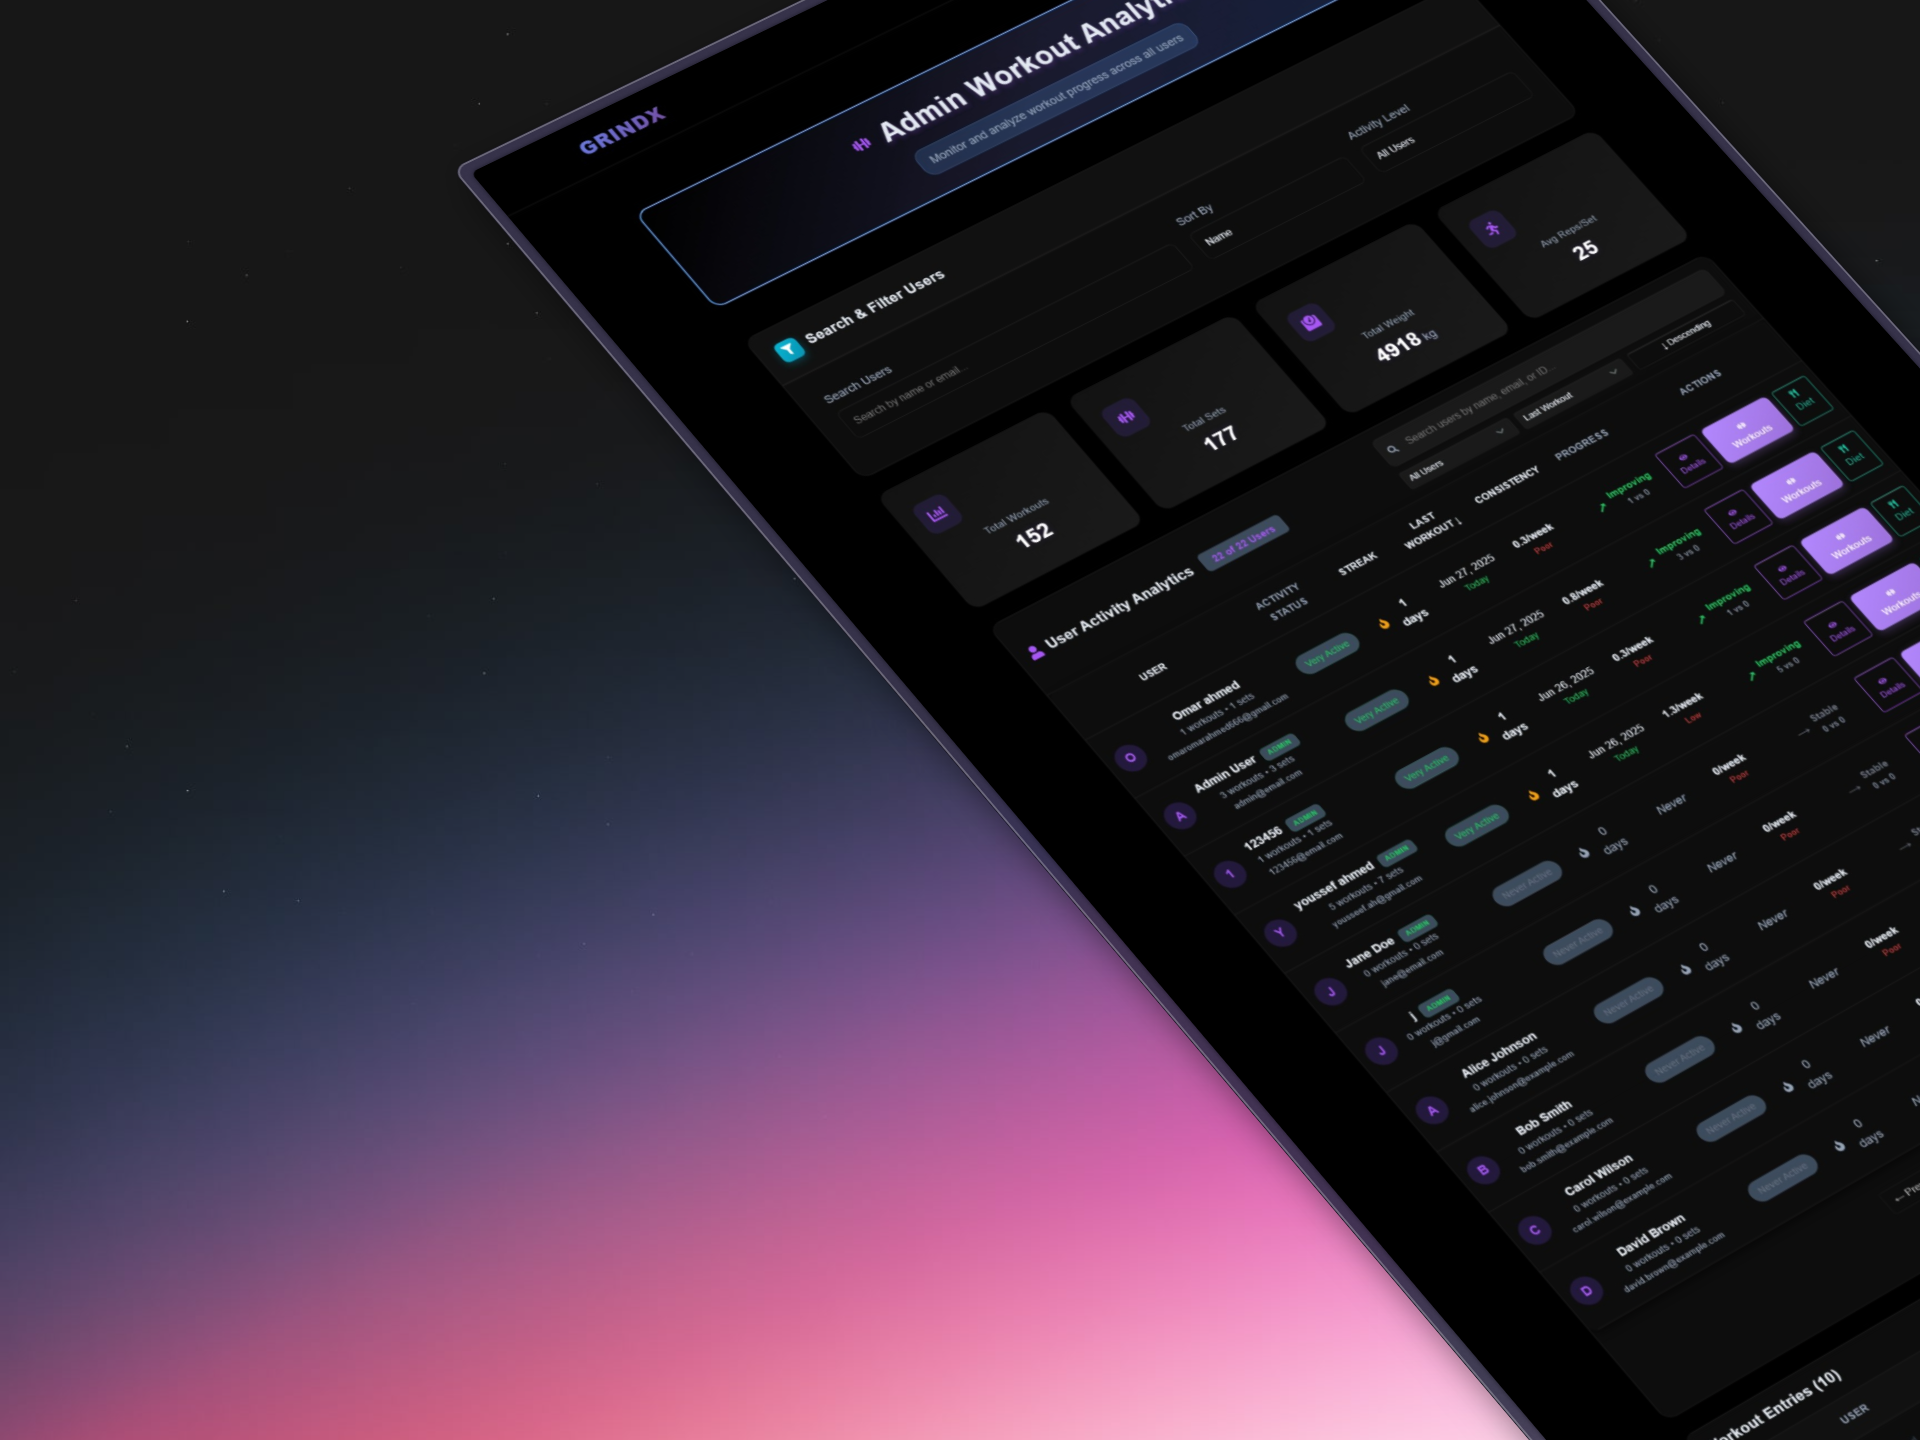 GRINDX
Admin Workout
Monitor and analyze workout progress across all users
Search & Filter Users
Search Users
Search by name or email...
Sort By
Name
Activity Level
All Users
Total Workouts
152
Total Sets
177
Total Weight
4918 kg
Avg Reps/Set
25
User Activity Analytics
22 of 22 Users
Search users by name, email, or ID...
All Users
Last Workout
↓ Descending
USER
ACTIVITY
STATUS
STREAK
LAST
WORKOUT ↓
CONSISTENCY
PROGRESS
ACTIONS
O
Omar ahmed
1 workouts • 1 sets
omaromarahmed666@gmail.com
Very Active
1
days
Jun 27, 2025
Today
0.3/week
Poor
Improving
1 vs 0
Details
Workouts
Diet
A
Admin User ADMIN
3 workouts • 3 sets
admin@email.com
Very Active
1
days
Jun 27, 2025
Today
0.8/week
Poor
Improving
3 vs 0
Details
Workouts
Diet
1
123456 ADMIN
1 workouts • 1 sets
123456@email.com
Very Active
1
days
Jun 26, 2025
Today
0.3/week
Poor
Improving
1 vs 0
Details
Workouts
Diet
Y
youssef ahmed ADMIN
5 workouts • 7 sets
youssef.ah@gmail.com
Very Active
1
days
Jun 26, 2025
Today
1.3/week
Low
Improving
5 vs 0
Details
Workouts
J
Jane Doe ADMIN
0 workouts • 0 sets
jane@email.com
Never Active
0
days
Never
0/week
Poor
→ Stable
0 vs 0
Details
J
j ADMIN
0 workouts • 0 sets
j@gmail.com
Never Active
0
days
Never
0/week
Poor
→ Stable
0 vs 0
A
Alice Johnson
0 workouts • 0 sets
alice.johnson@example.com
Never Active
0
days
Never
0/week
Poor
→
B
Bob Smith
0 workouts • 0 sets
bob.smith@example.com
Never Active
0
days
Never
0/week
Poor
C
Carol Wilson
0 workouts • 0 sets
carol.wilson@example.com
Never Active
0
days
Never
D
David Brown
0 workouts • 0 sets
david.brown@example.com
Never Active
0
days
←
Entries (10)
USER